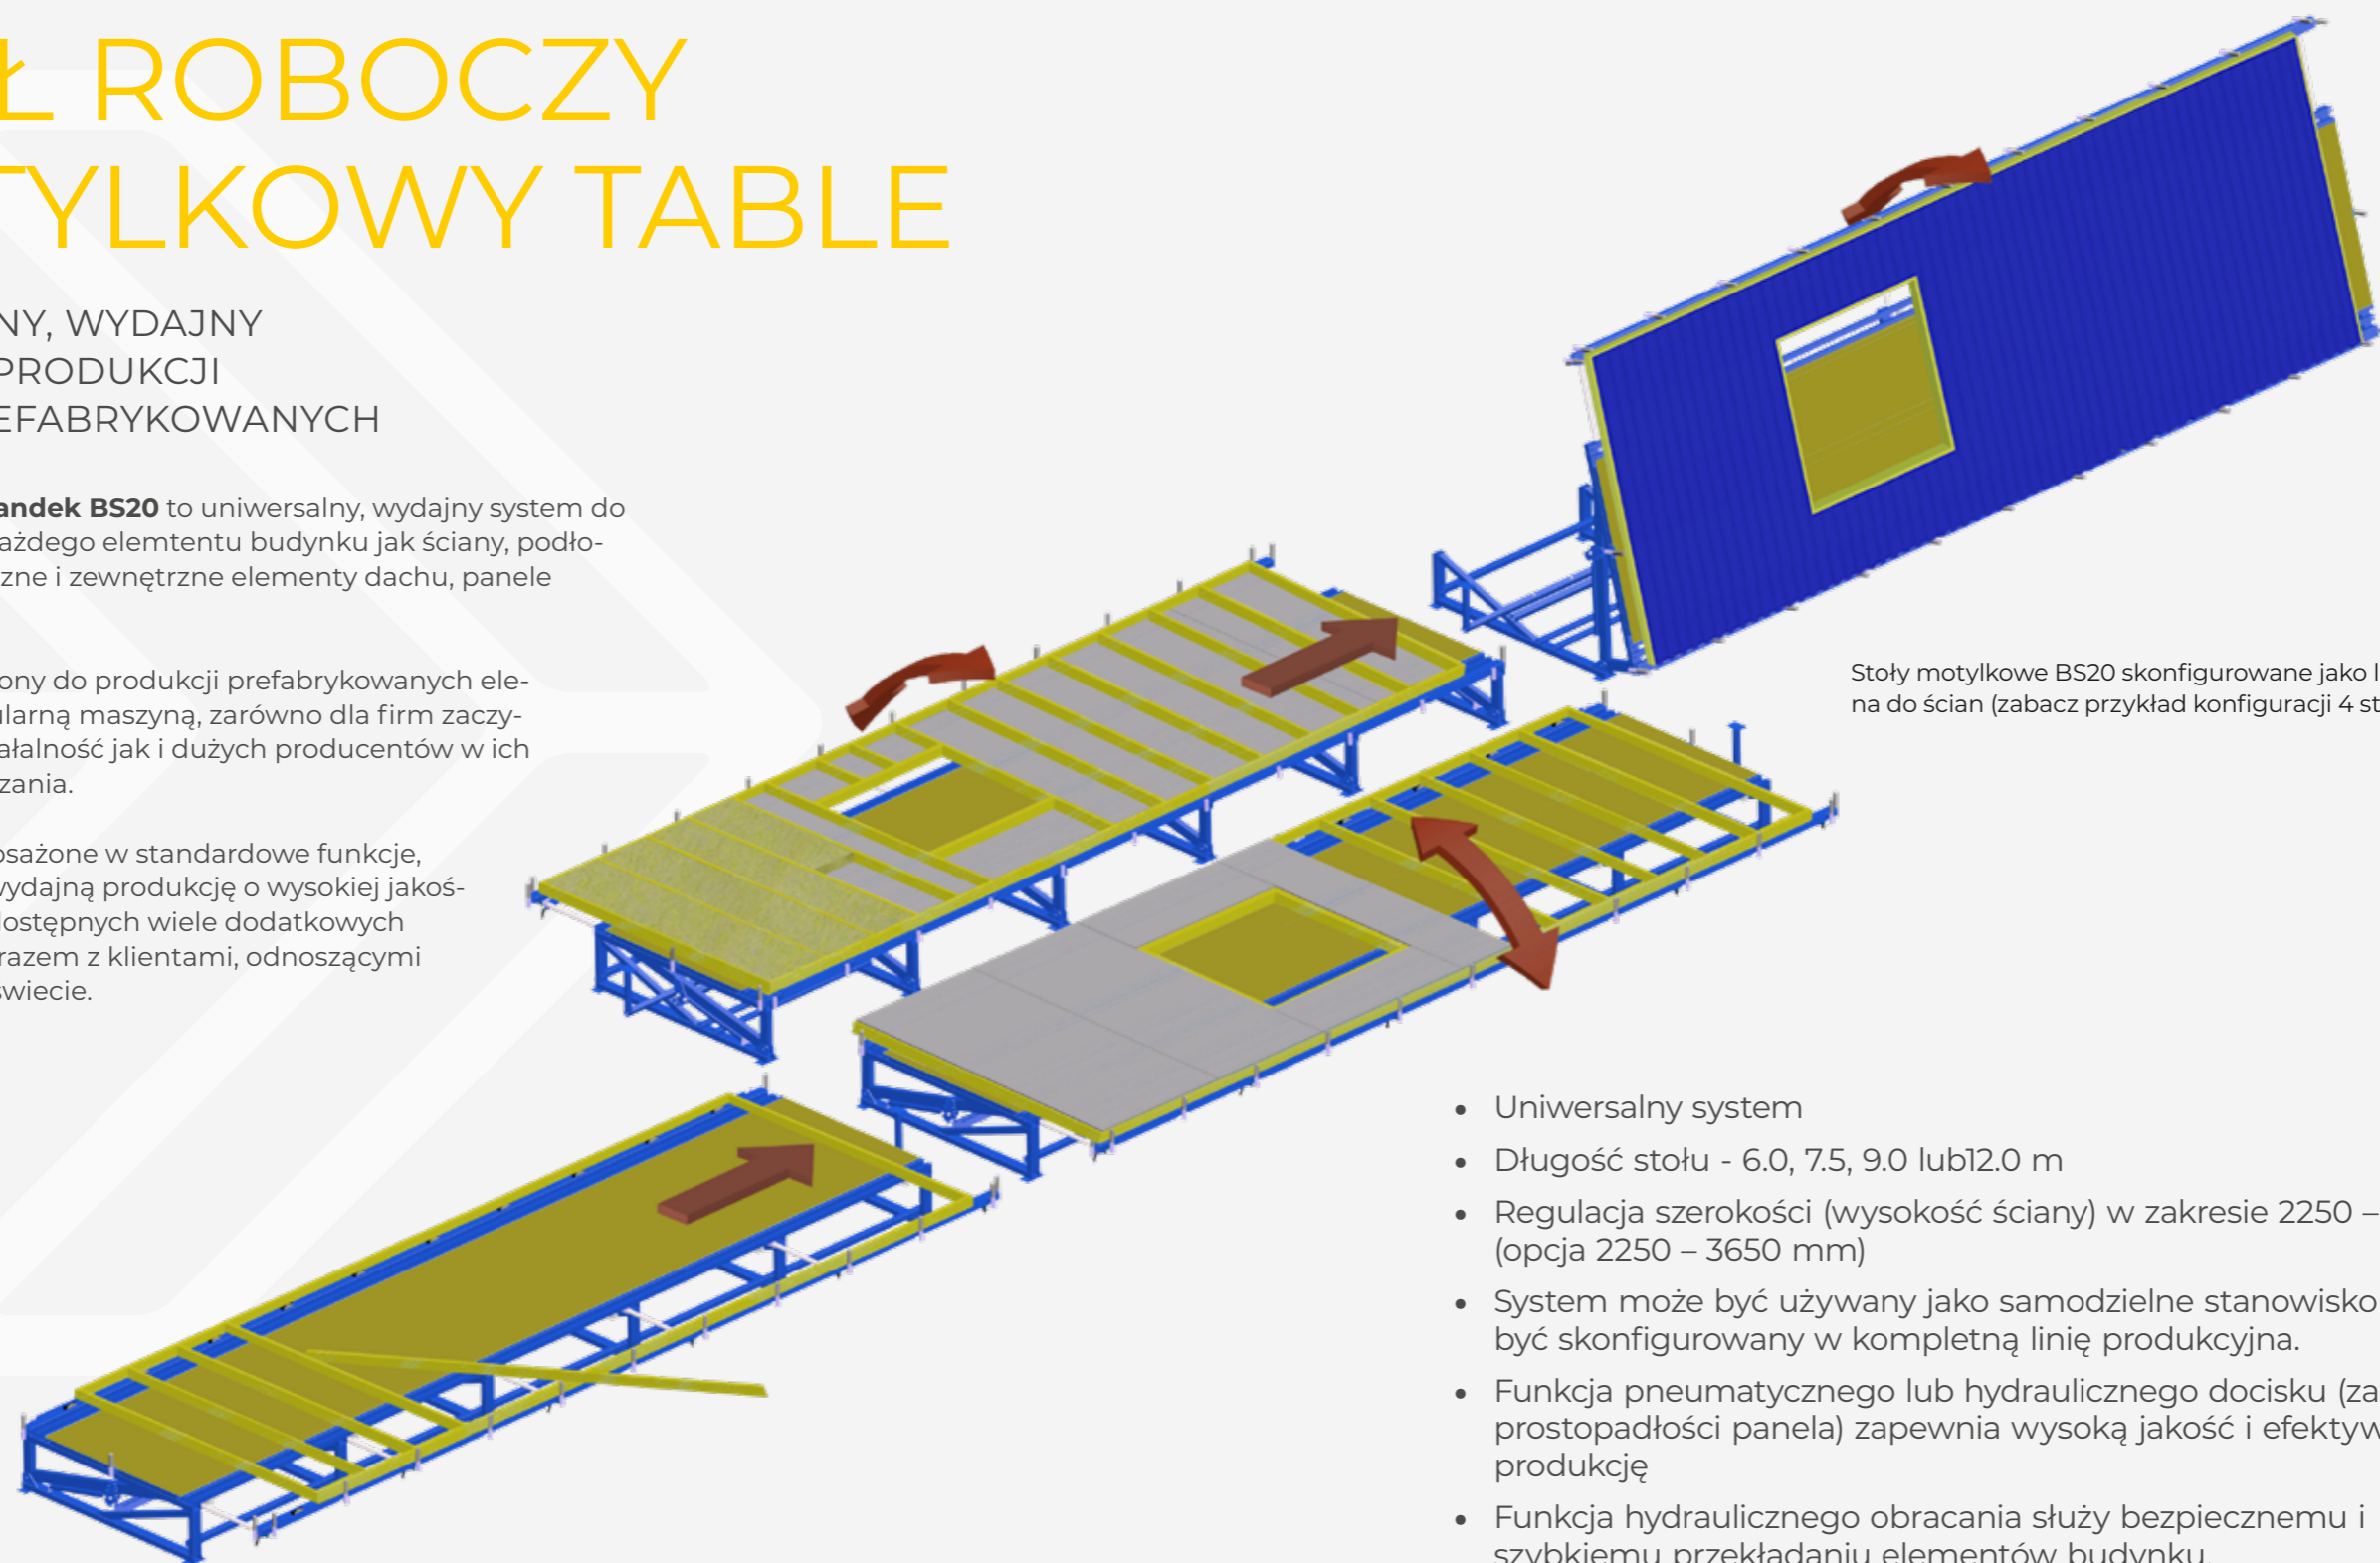 Ł ROBOCZY
TYLKOWY TABLE
NY, WYDAJNY
PRODUKCJI
EFABRYKOWANYCH
andek BS20 to uniwersalny, wydajny system do
ażdego elemtentu budynku jak ściany, podło-
zne i zewnętrzne elementy dachu, panele
ony do produkcji prefabrykowanych ele-
ularną maszyną, zarówno dla firm zaczy-
ałalność jak i dużych producentów w ich
zania.
osażone w standardowe funkcje,
wydajną produkcję o wysokiej jakoś-
dostępnych wiele dodatkowych
razem z klientami, odnoszącymi
swiecie.
Stoły motylkowe BS20 skonfigurowane jako l
na do ścian (zabacz przykład konfiguracji 4 st
• Uniwersalny system
• Długość stołu - 6.0, 7.5, 9.0 lub12.0 m
• Regulacja szerokości (wysokość ściany) w zakresie 2250 –
(opcja 2250 – 3650 mm)
• System może być używany jako samodzielne stanowisko
być skonfigurowany w kompletną linię produkcyjna.
• Funkcja pneumatycznego lub hydraulicznego docisku (za
prostopadłości panela) zapewnia wysoką jakość i efektyw
produkcję
• Funkcja hydraulicznego obracania służy bezpiecznemu i
szybkiemu przekładaniu elementów budynku